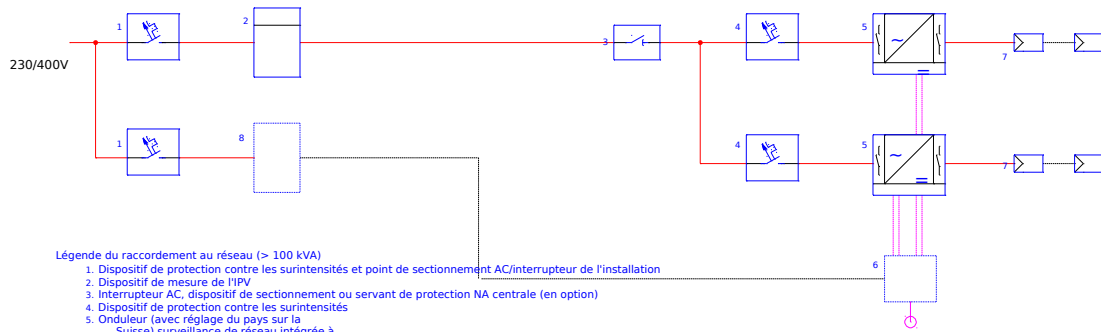 1
2
3
4
5
7
230/400V
1
8
4
5
7
6
Légende du raccordement au réseau (> 100 kVA)
1. Dispositif de protection contre les surintensités et point de sectionnement AC/interrupteur de l'installation
2. Dispositif de mesure de l'IPV
3. Interrupteur AC, dispositif de sectionnement ou servant de protection NA centrale (en option)
4. Dispositif de protection contre les surintensités
5. Onduleur (avec réglage du pays sur la
Suisse) surveillance de réseau intégrée à